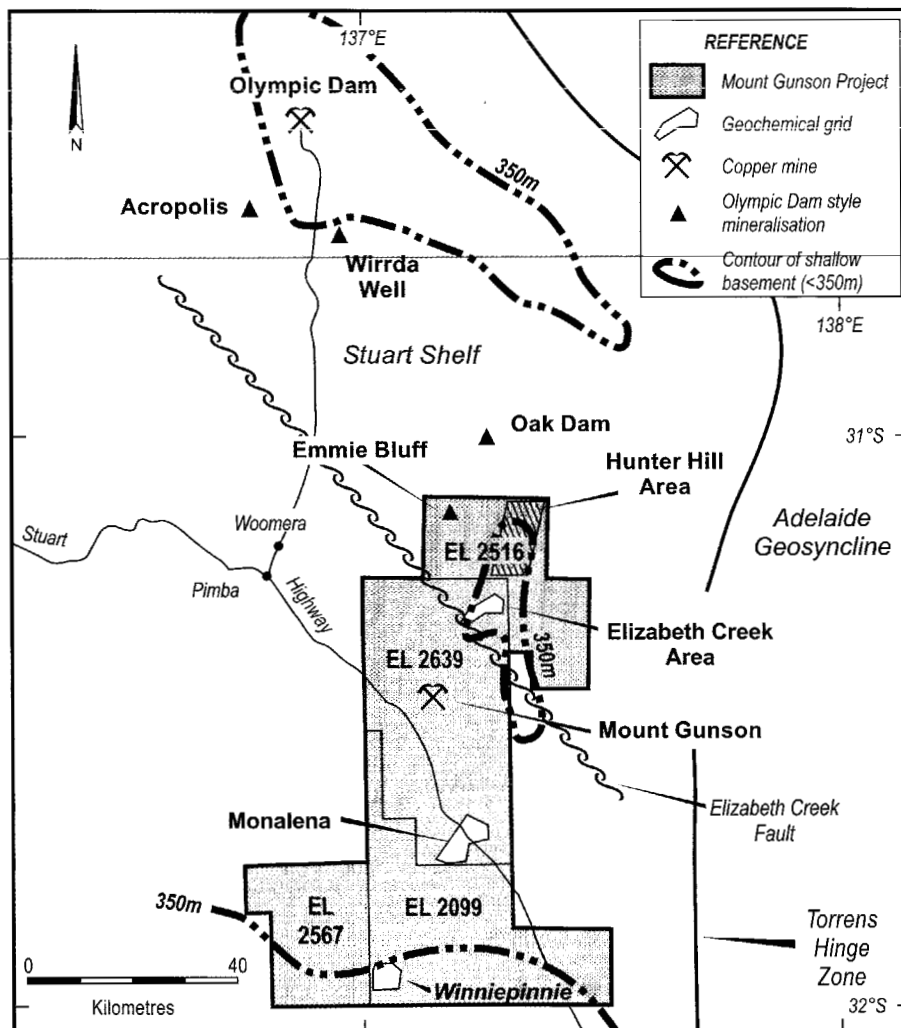 137°E
REFERENCE
Mount Gunson Project
Geochemical grid
Copper mine
Olympic Dam style
mineralisation
Contour of shallow
basement (<350m)
N
Olympic Dam
350m
Acropolis
Wirrda
Well
138°E
Stuart Shelf
Oak Dam
31°S
Emmie Bluff
Hunter Hill
Area
Stuart
Woomera
Pimba
Highway
EL 2516
Adelaide
Geosyncline
Elizabeth Creek
Area
350m
EL 2639
Mount Gunson
Elizabeth Creek
Fault
Monalena
350m
EL
2567
EL 2099
Torrens
Hinge
Zone
0 40
Kilometres
Winniepinnie
32°S